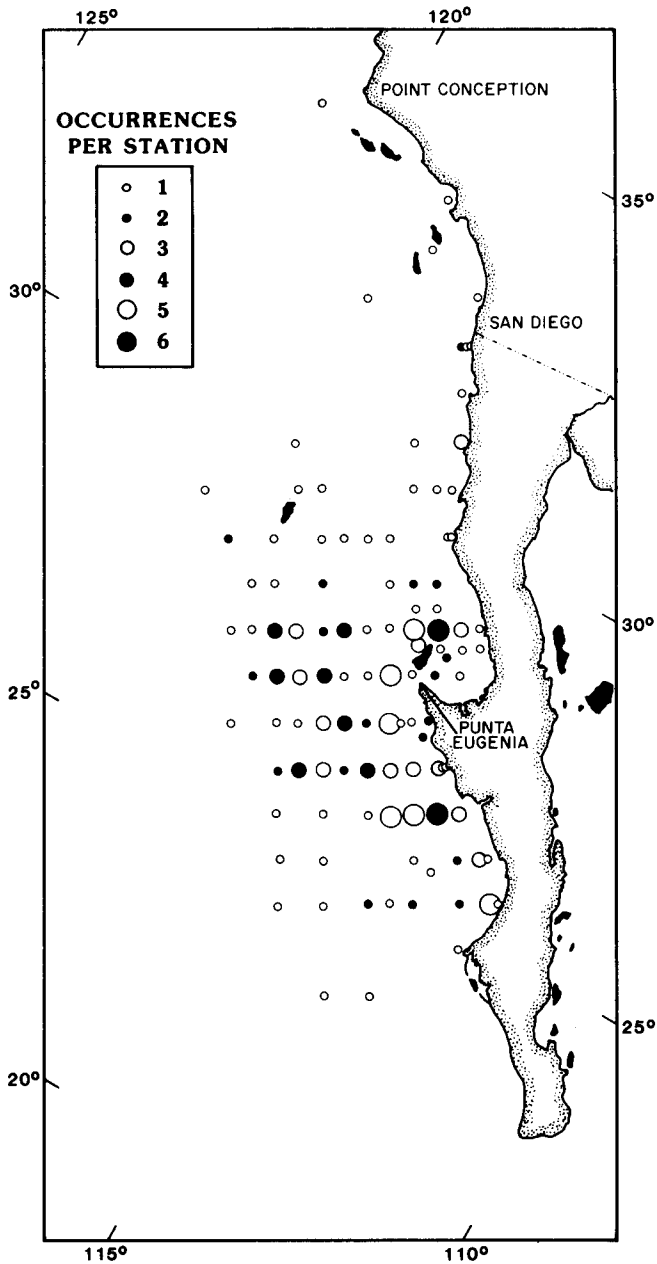 125°
120°
POINT CONCEPTION
OCCURRENCES
PER STATION
1
2
3
4
5
6
35°
30°
SAN DIEGO
30°
25°
PUNTA
EUGENIA
25°
20°
115°
110°